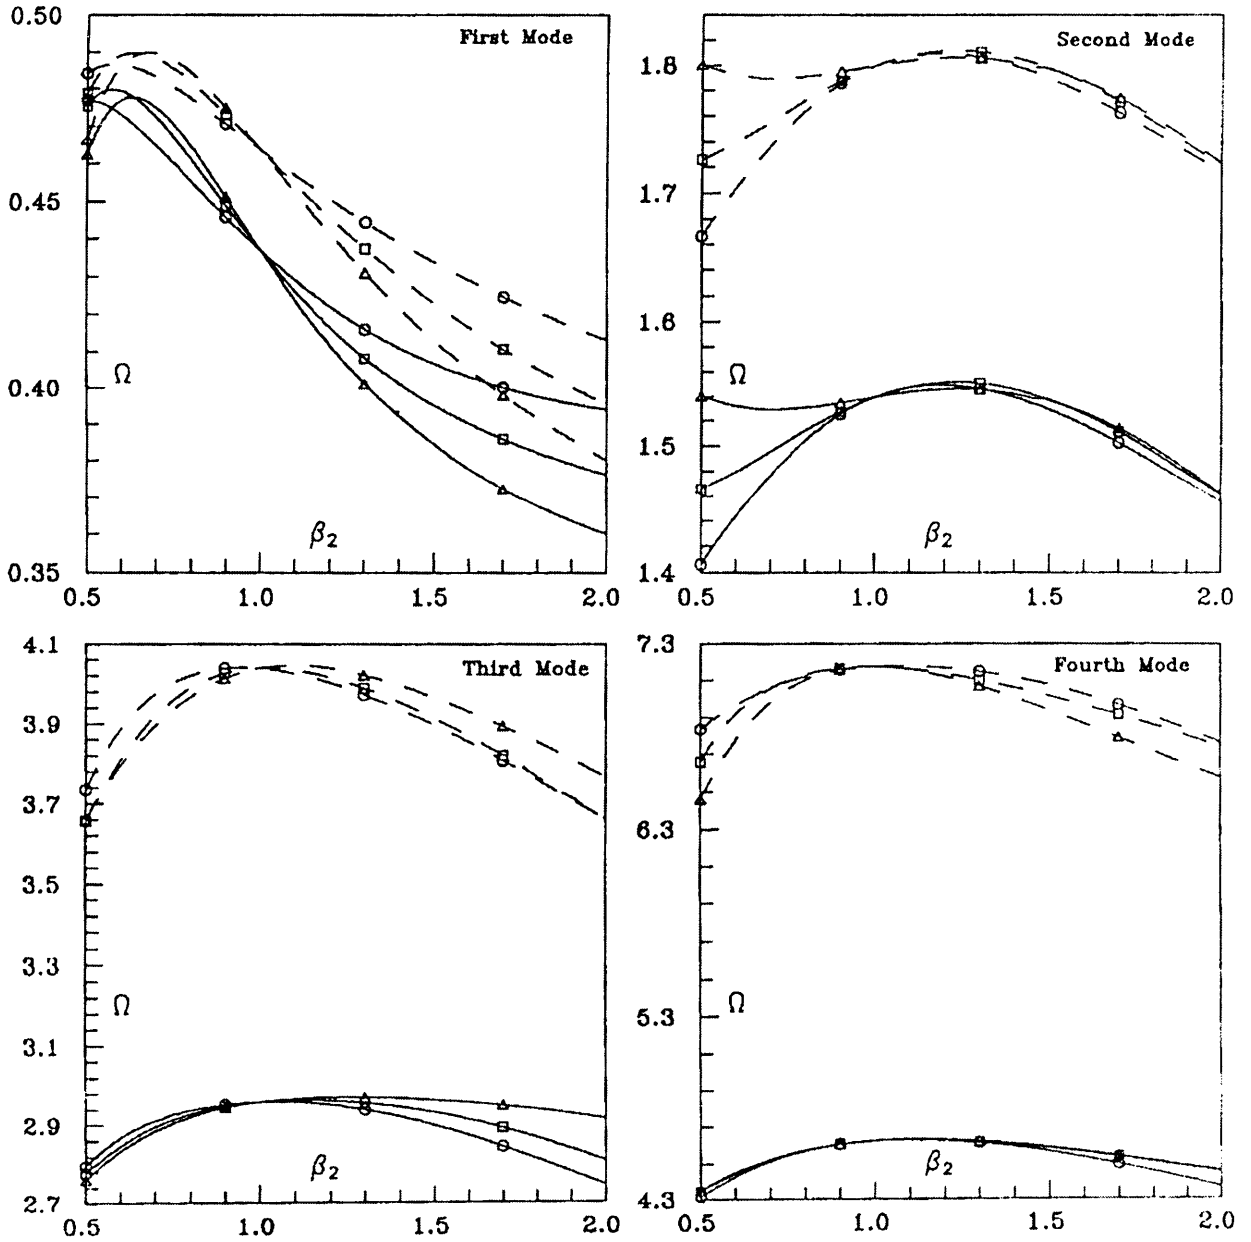 0.50
First Mode
0.45
0.40
Ω
β₂
0.35
0.5 1.0 1.5 2.0
Second Mode
1.8
1.7
1.6
Ω
1.5
β₂
1.4
0.5 1.0 1.5 2.0
4.1
Third Mode
3.9
3.7
3.5
3.3
Ω
3.1
2.9
β₂
2.7
0.5 1.0 1.5 2.0
7.3
Fourth Mode
6.3
Ω
5.3
β₂
4.3
0.5 1.0 1.5 2.0